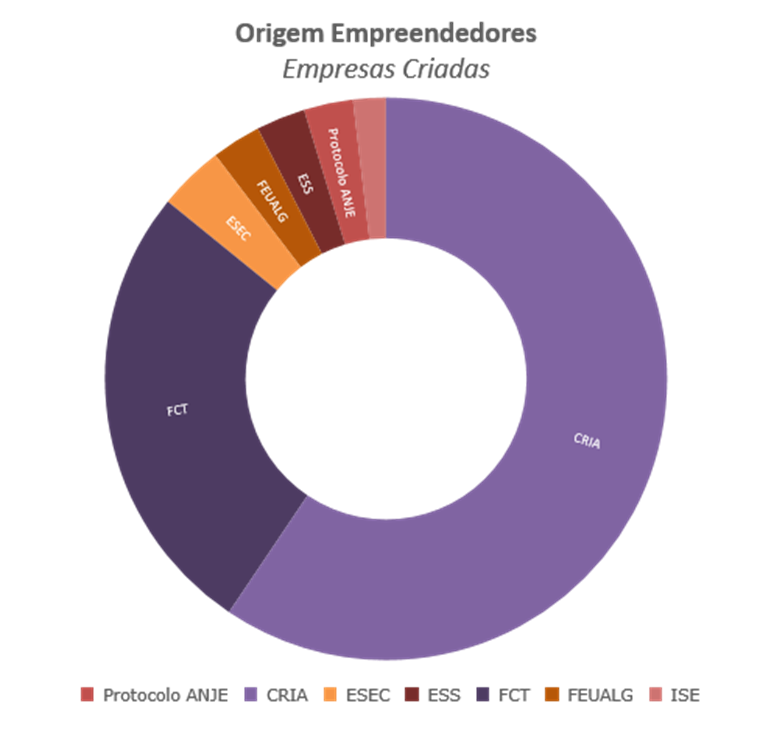 Origem Empreendedores
Empresas Criadas
Protocolo ANJE
ESS
FEUALG
ESEC
FCT
CRIA
Protocolo ANJE CRIA ESEC ESS FCT FEUALG ISE